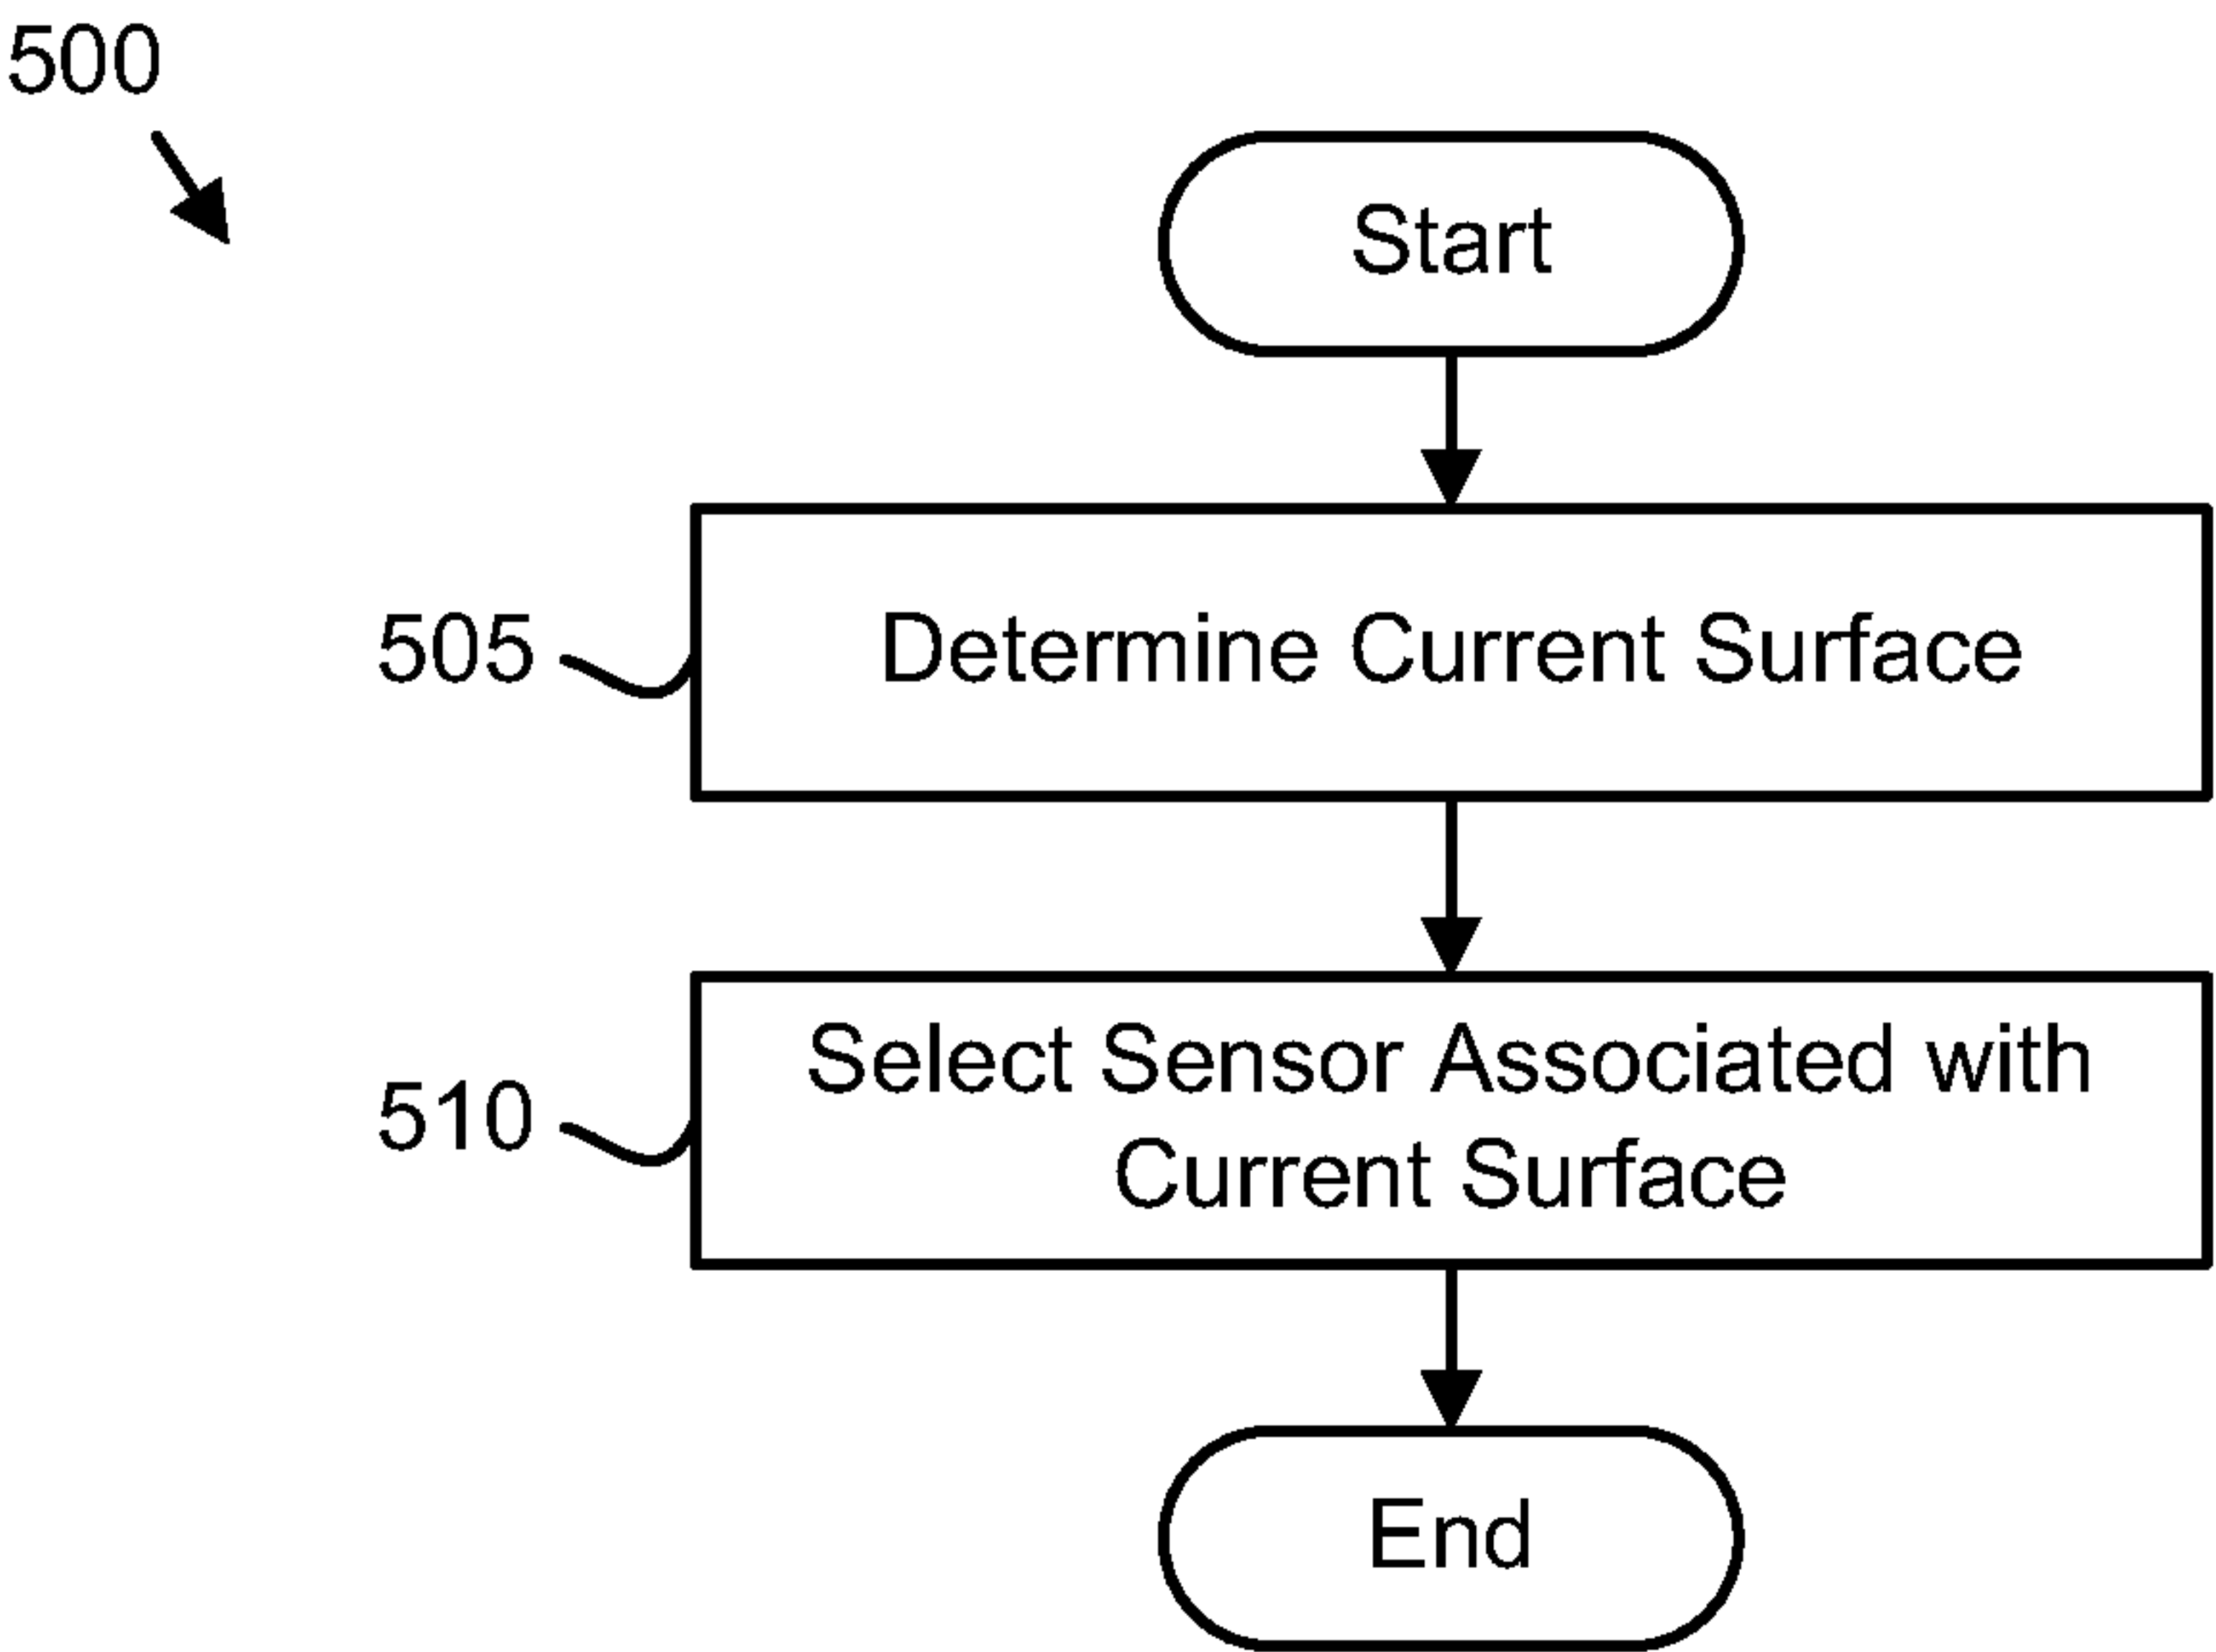 500
Start
505
Determine Current Surface
510
Select Sensor Associated with
Current Surface
End